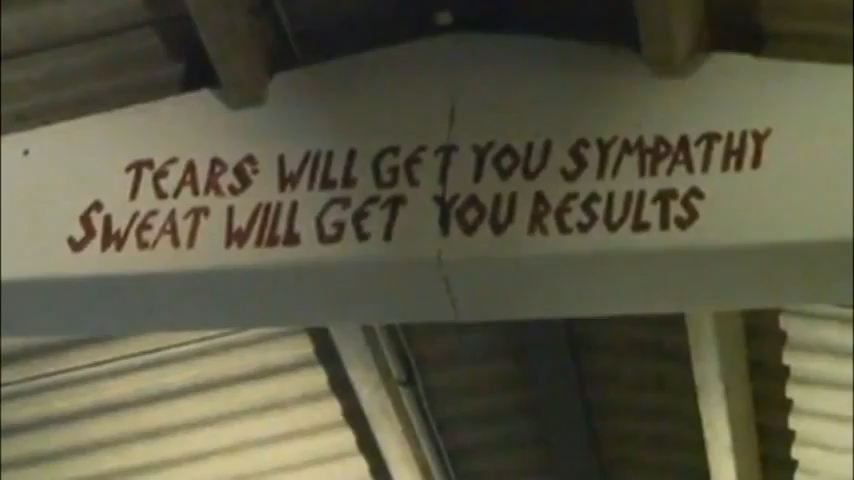 TEARS WILL GET YOU SYMPATHY
SWEAT WILL GET YOU RESULTS